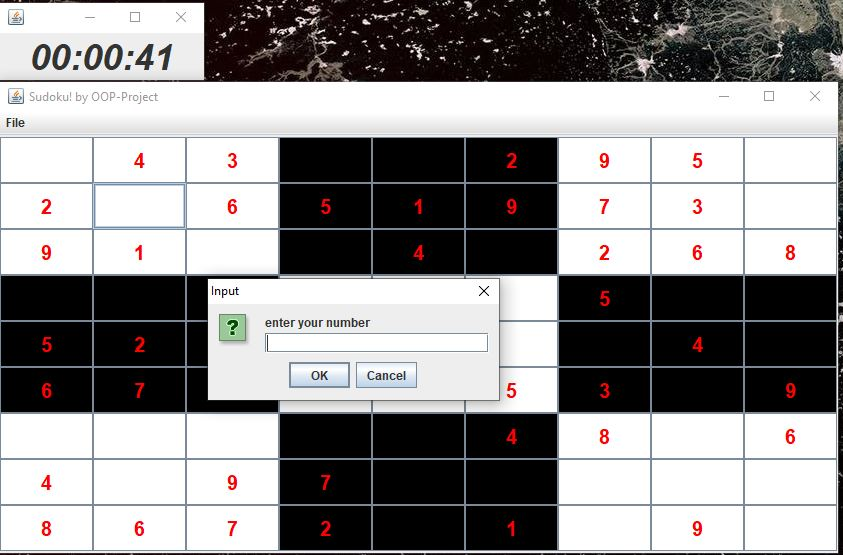 00:00:41
Sudoku! by OOP-Project
File
4 3 2 9 5
2 6 5 1 9 7 3
9 1 4 2 6 8
Input
5
enter your number
5 2 4
OK Cancel
6 7 5 3 9
4 8 6
4 9 7
8 6 7 2 1 9